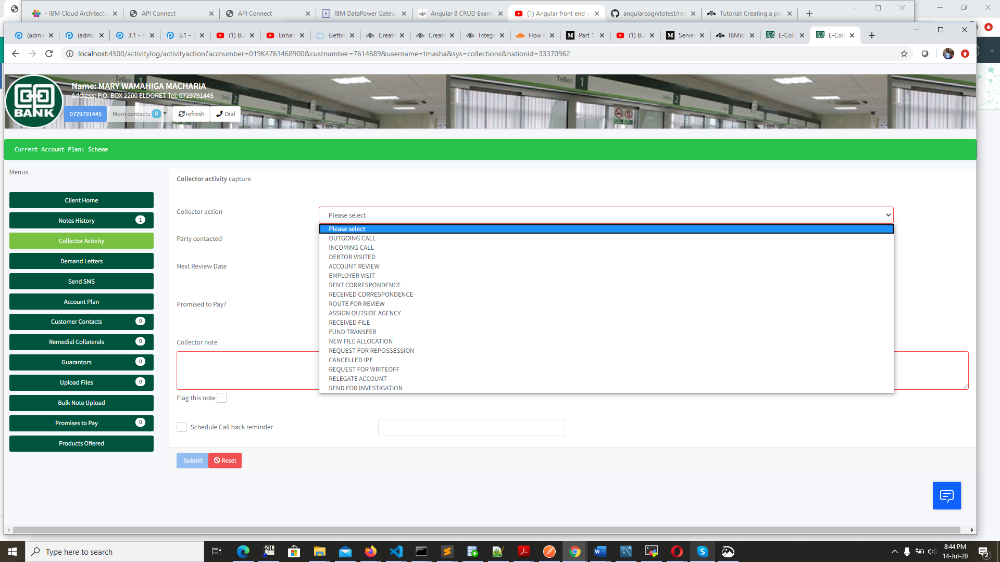 - IBM Cloud Architectu
API Connect
API Connect
IBM DataPower Gatew
Angular 8 CRUD Exam
(1) Angular front end w
angularcognitotest/res
Tutorial: Creating a pro
(admi
(admi
3.1 - F
3.1 - T
(1) Bu
Enhan
Gettin
Create
Create
Integr
How t
Part 1
(1) Bu
Server
IBMid
E-Coll
E-Coll
localhost:4500/activitylog/activityaction?accnumber=019K4761468900&custnumber=7614689&username=tmasha&sys=collections&nationid=33370962
BANK
Name: MARY WAMAHIGA MACHARIA
Address: P.O. BOX 2200 ELDORET Tel: 0729791445
0729791445
More contacts 0
refresh
Dial
Teller 1
Teller 1
Current Account Plan: Scheme
Menus
Client Home
Notes History 1
Collector Activity
Demand Letters
Send SMS
Account Plan
Customer Contacts 0
Remedial Collaterals 0
Guarantors 0
Upload Files 0
Bulk Note Upload
Promises to Pay 0
Products Offered
Collector activity capture
Collector action
Please select
Please select
OUTGOING CALL
INCOMING CALL
DEBTOR VISITED
ACCOUNT REVIEW
EMPLOYER VISIT
SENT CORRESPONDENCE
RECEIVED CORRESPONDENCE
ROUTE FOR REVIEW
ASSIGN OUTSIDE AGENCY
RECEIVED FILE
FUND TRANSFER
NEW FILE ALLOCATION
REQUEST FOR REPOSSESSION
CANCELLED IPF
REQUEST FOR WRITEOFF
RELEGATE ACCOUNT
SEND FOR INVESTIGATION
Party contacted
Next Review Date
Promised to Pay?
Collector note
Flag this note
Schedule Call back reminder
Submit
Reset
Type here to search
8:44 PM
14-Jul-20
2